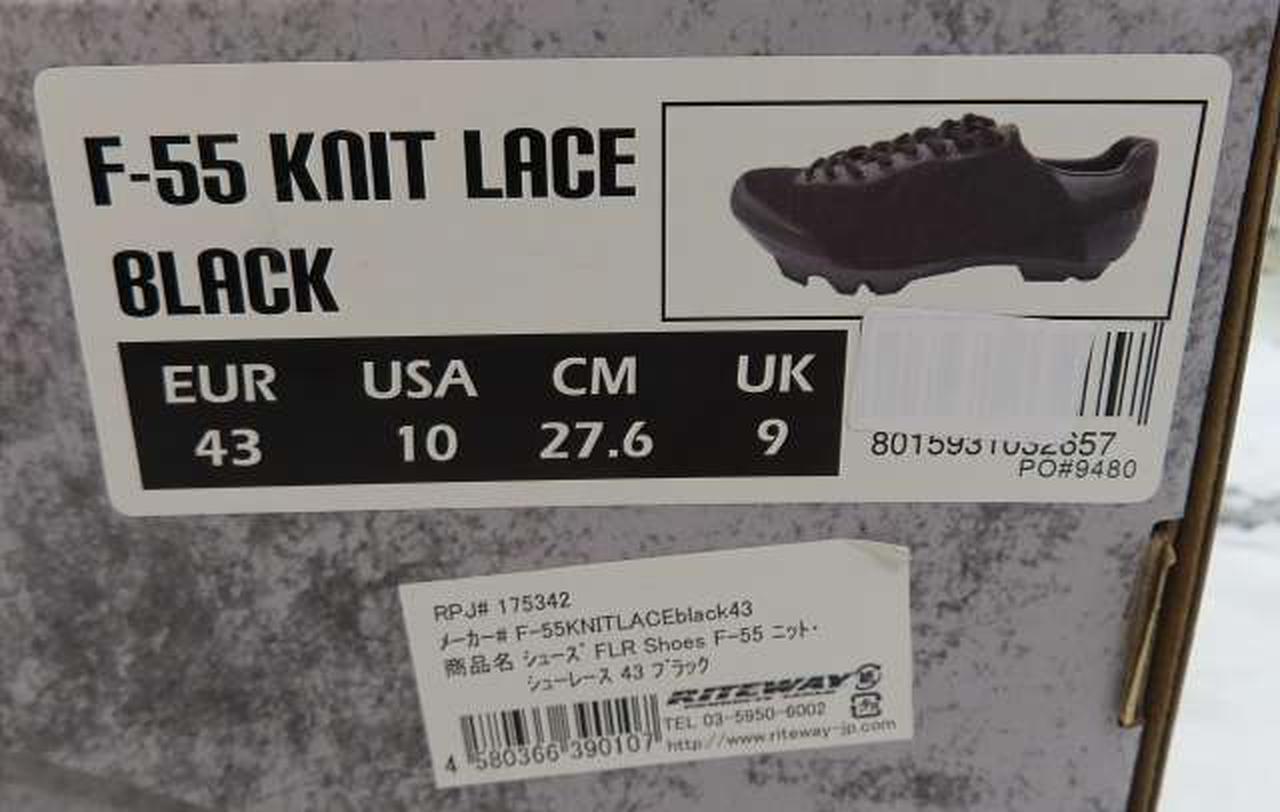 F-55 KNIT LACE
BLACK
EUR USA CM UK
43 10 27.6 9
8015931032657
PO#9480
RPJ# 175342
ﾒｰｶｰ# F-55KNITLACEblack43
商品名 ｼｭｰｽﾞ FLR Shoes F-55 ﾆｯﾄ･
ｼｭｰﾚｰｽ 43 ﾌﾞﾗｯｸ
RITEWAY
TEL 03-5950-6002
http://www.riteway-jp.com
4 580366 390107